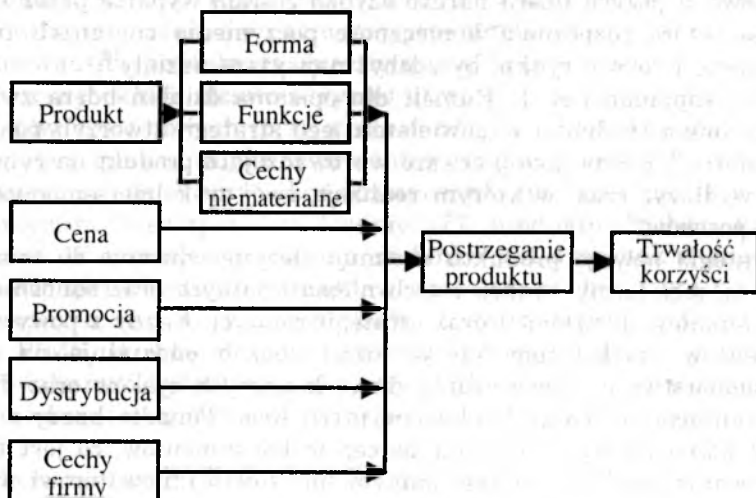 Forma
Produkt
Funkcje
Cechy
niematerialne
Cena
Postrzeganie
produktu
Trwałość
korzyści
Promocja
Dystrybucja
Cechy
firmy